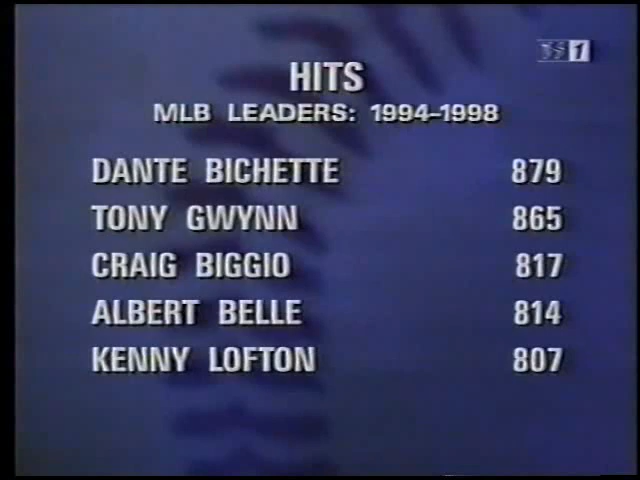 HITS
MLB LEADERS: 1994-1998
DANTE BICHETTE 879
TONY GWYNN 865
CRAIG BIGGIO 817
ALBERT BELLE 814
KENNY LOFTON 807